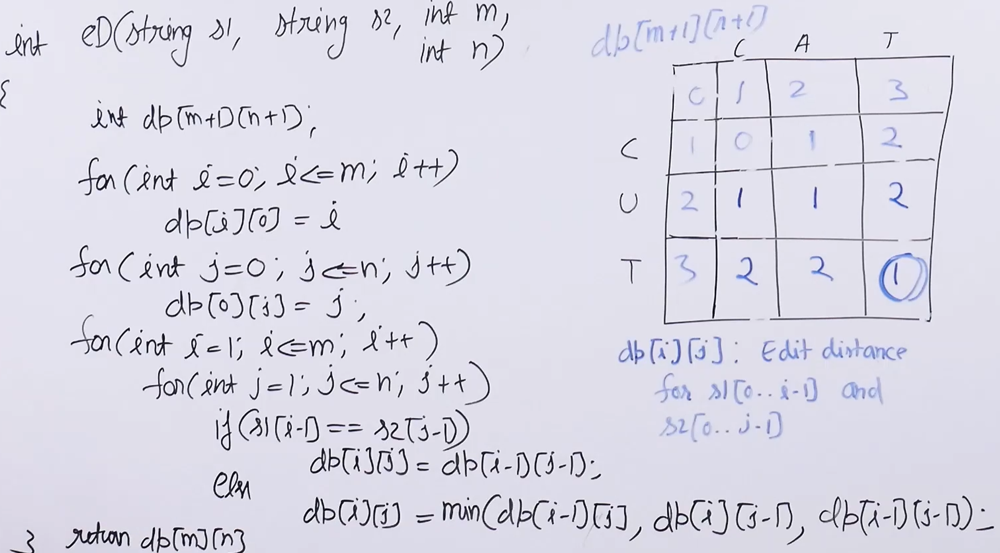 int eD(string s1, string s2, int m,
int n)
{
int dp[m+1][n+1];
for(int i=0; i<=m; i++)
dp[i][0] = i
for(int j=0; j<=n; j++)
dp[0][j] = j;
for(int i=1; i<=m; i++)
for(int j=1; j<=n; j++)
if(s1[i-1] == s2[j-1])
dp[i][j] = dp[i-1][j-1];
else
dp[i][j] = min(dp[i-1][j], dp[i][j-1], dp[i-1][j-1]);
} return dp[m][n]
dp[m+1][n+1]
C A T
0 1 2 3
C 1 0 1 2
U 2 1 1 2
T 3 2 2 1
dp[i][j]: Edit distance
for s1[0..i-1] and
s2[0..j-1]